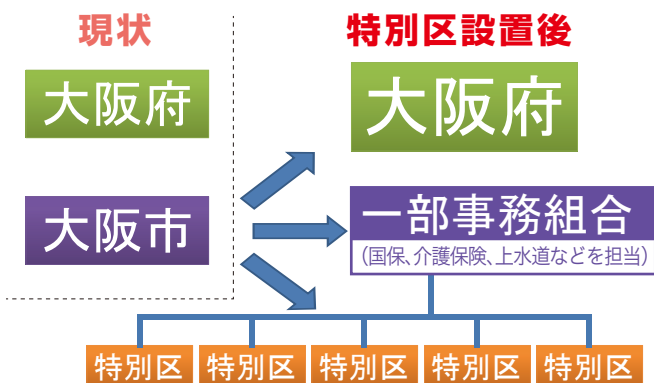 現状
特別区設置後
大阪府
大阪府
大阪市
一部事務組合
(国保、介護保険、上水道などを担当)
特別区
特別区
特別区
特別区
特別区